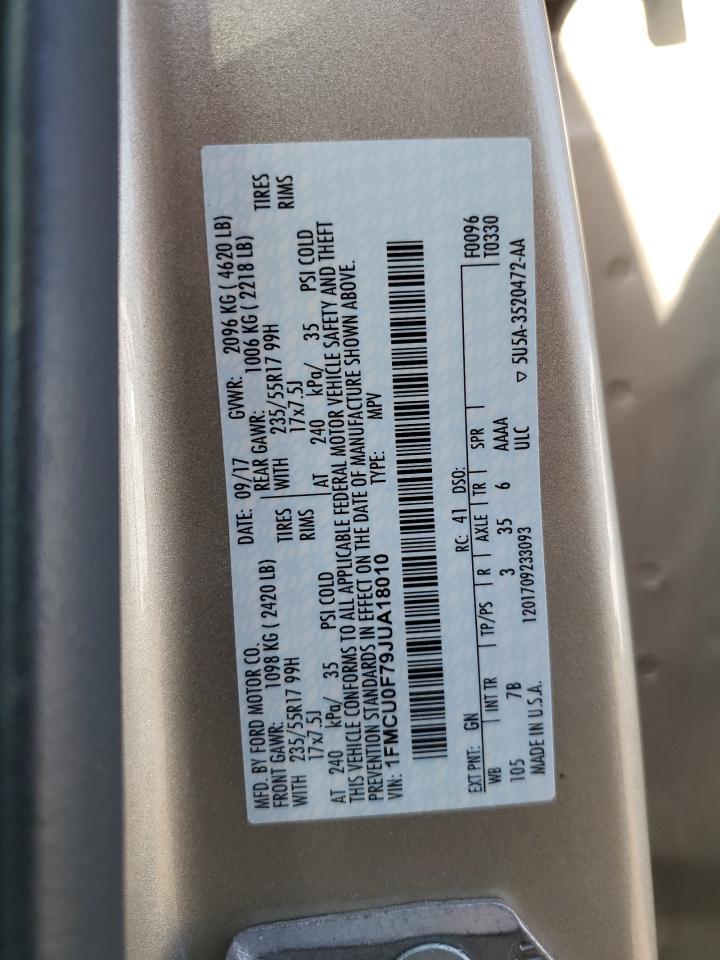 MFD. BY FORD MOTOR CO.
DATE: 09/17 GVWR: 2096 KG ( 4620 LB)
FRONT GAWR: 1098 KG ( 2420 LB) REAR GAWR: 1006 KG ( 2218 LB)
WITH 235/55R17 99H TIRES WITH 235/55R17 99H TIRES
17x7.5J RIMS 17x7.5J RIMS
AT 240 kPa/ 35 PSI COLD AT 240 kPa/ 35 PSI COLD
THIS VEHICLE CONFORMS TO ALL APPLICABLE FEDERAL MOTOR VEHICLE SAFETY AND THEFT
PREVENTION STANDARDS IN EFFECT ON THE DATE OF MANUFACTURE SHOWN ABOVE.
VIN: 1FMCU0F79JUA18010 TYPE: MPV
EXT PNT: GN RC: 41 DSO: F0096
WB INT TR TP/PS R AXLE TR SPR T0330
105 7B 3 35 6 AAAA
MADE IN U.S.A. 1201709233093 ULC ▽ 5U5A-3520472-AA